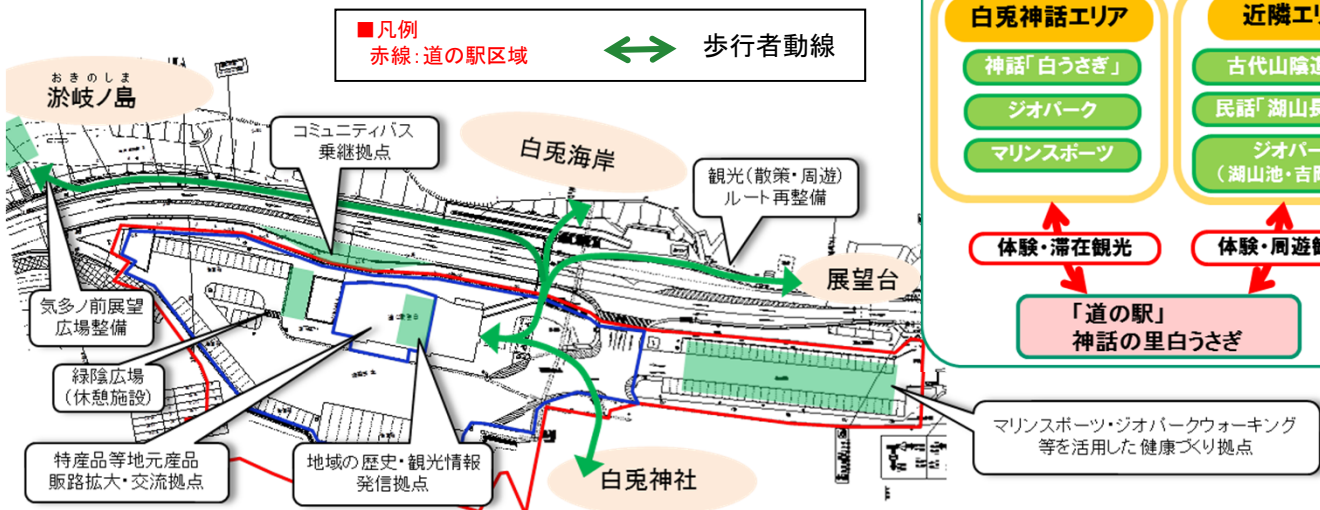 ■凡例
赤線：道の駅区域
歩行者動線
おきのしま
淤岐ノ島
コミュニティバス
乗継拠点
白兎海岸
観光（散策・周遊）
ルート再整備
展望台
気多ノ前展望
広場整備
緑陰広場
（休憩施設）
特産品等地元産品
販路拡大・交流拠点
地域の歴史・観光情報
発信拠点
白兎神社
マリンスポーツ・ジオパークウォーキング
等を活用した健康づくり拠点
白兎神話エリア
神話「白うさぎ」
ジオパーク
マリンスポーツ
体験・滞在観光
近隣エリ
古代山陰道
民話「湖山長
ジオパー
（湖山池・吉岡
体験・周遊観
「道の駅」
神話の里白うさぎ